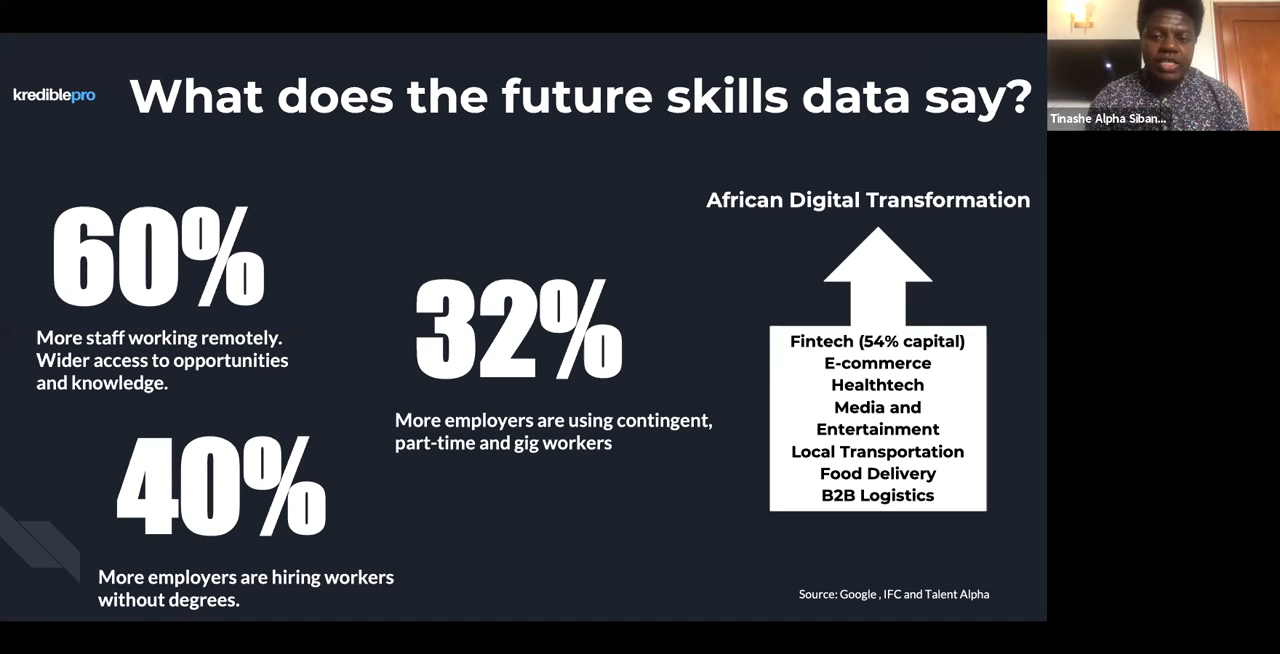 krediblepro
What does the future skills data say?
Tinashe Alpha Siban...
African Digital Transformation
60%
More staff working remotely.
Wider access to opportunities
and knowledge.
32%
More employers are using contingent,
part-time and gig workers
40%
More employers are hiring workers
without degrees.
Fintech (54% capital)
E-commerce
Healthtech
Media and
Entertainment
Local Transportation
Food Delivery
B2B Logistics
Source: Google , IFC and Talent Alpha